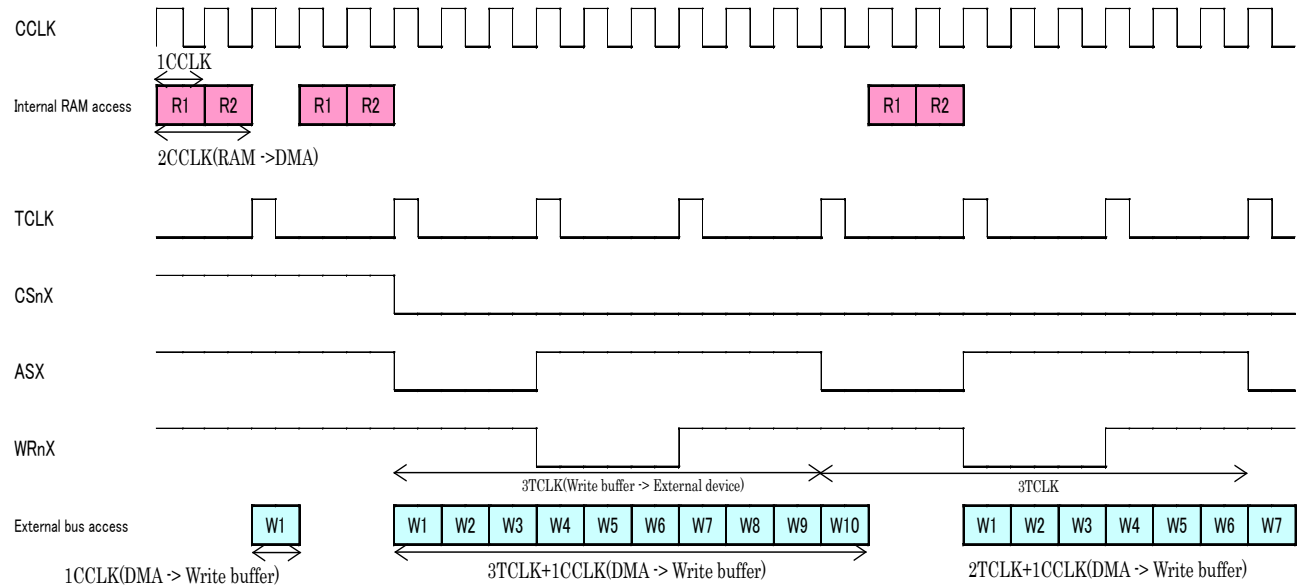 CCLK
1CCLK
Internal RAM access R1 R2 R1 R2 R1 R2
2CCLK(RAM ->DMA)
TCLK
CSnX
ASX
WRnX
3TCLK(Write buffer -> External device) 3TCLK
External bus access W1 W1 W2 W3 W4 W5 W6 W7 W8 W9 W10 W1 W2 W3 W4 W5 W6 W7
1CCLK(DMA -> Write buffer) 3TCLK+1CCLK(DMA -> Write buffer) 2TCLK+1CCLK(DMA -> Write buffer)